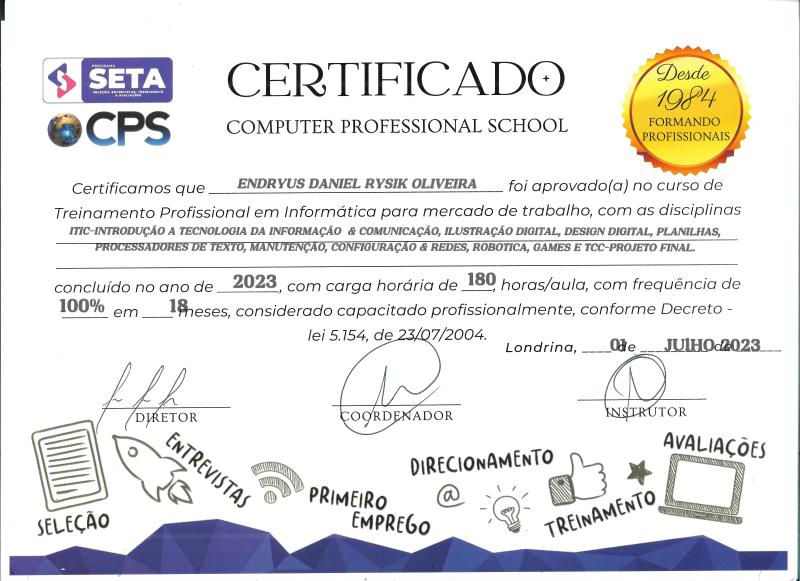 PROGRAMA
SETA
SELEÇÃO, ENTREVISTAS, TREINAMENTO
E AVALIAÇÕES
CPS
CERTIFICADO
COMPUTER PROFESSIONAL SCHOOL
Desde
1984
FORMANDO
PROFISSIONAIS
Certificamos que ENDRYUS DANIEL RYSIK OLIVEIRA foi aprovado(a) no curso de
Treinamento Profissional em Informática para mercado de trabalho, com as disciplinas
ITIC-INTRODUÇÃO A TECNOLOGIA DA INFORMAÇÃO & COMUNICAÇÃO, ILUSTRAÇÃO DIGITAL, DESIGN DIGITAL, PLANILHAS,
PROCESSADORES DE TEXTO, MANUTENÇÃO, CONFIGURAÇÃO & REDES, ROBOTICA, GAMES E TCC-PROJETO FINAL.
concluído no ano de 2023, com carga horária de 180, horas/aula, com frequência de
100% em 18 meses, considerado capacitado profissionalmente, conforme Decreto -
lei 5.154, de 23/07/2004.
Londrina, 01 de JUlHO de 2023
DIRETOR COORDENADOR INSTRUTOR
SELEÇÃO
ENTREVISTAS
PRIMEIRO
EMPREGO
DIRECIONAMENTO
@
TREINAMENTO
AVALIAÇÕES